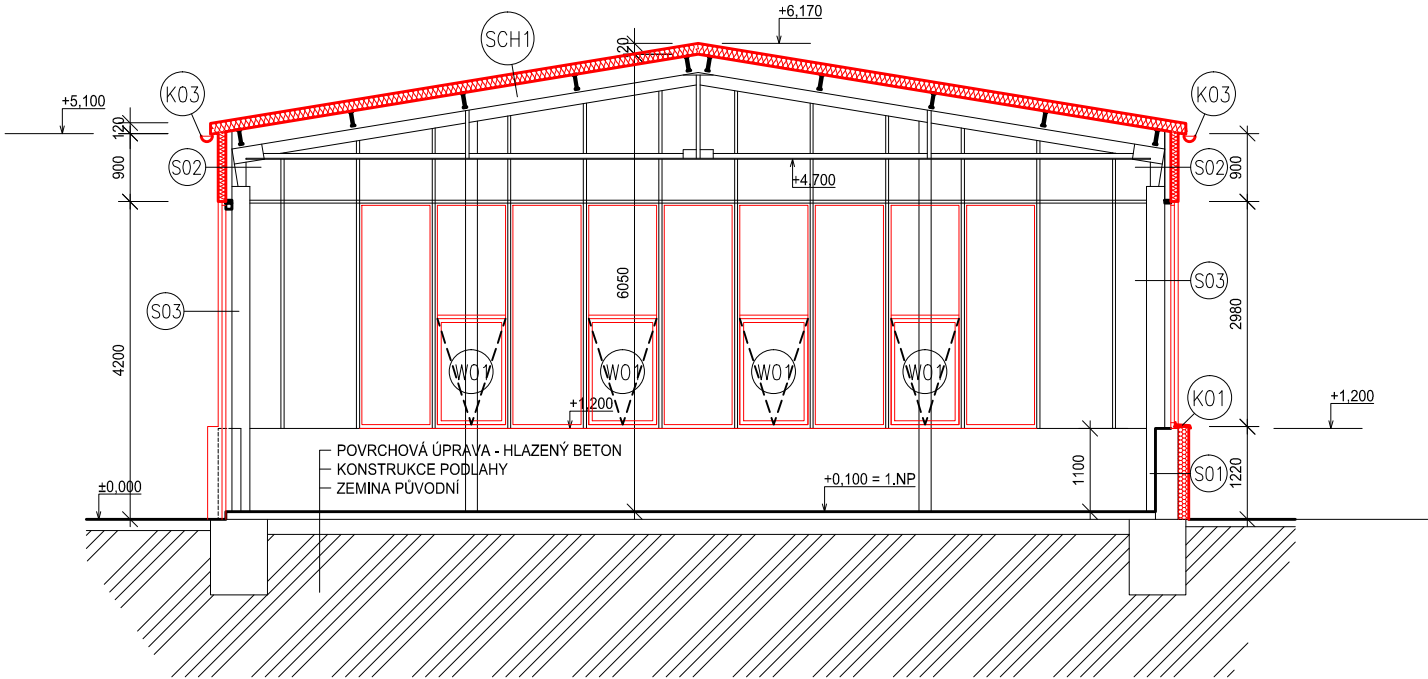 +6,170
20
SCH1
K03
K03
+5,100
120
900
900
S02
S02
+4,700
6050
S03
S03
2980
4200
W01
W01
W01
W01
+1,200
+1,200
K01
POVRCHOVÁ ÚPRAVA - HLAZENÝ BETON
KONSTRUKCE PODLAHY
ZEMINA PŮVODNÍ
1100
S01
1220
±0,000
+0,100 = 1.NP